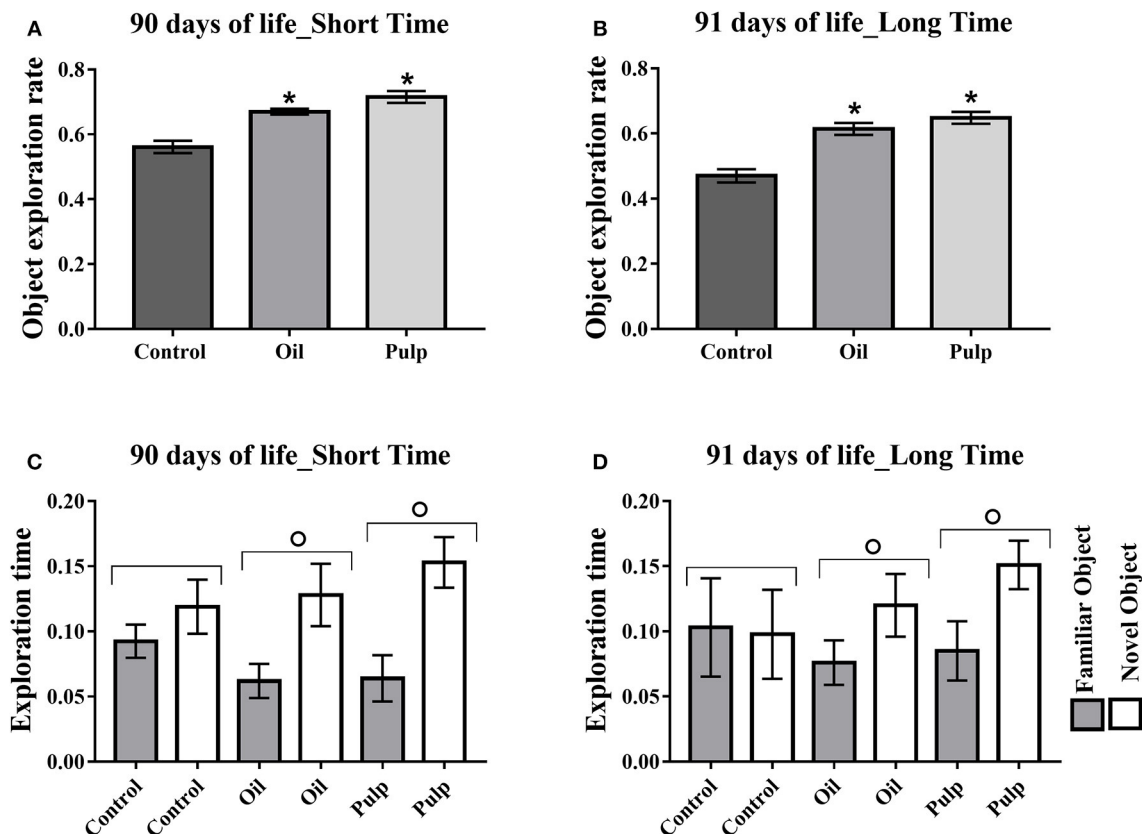 A
90 days of life_Short Time
Object exploration rate
0.8
0.6
0.4
0.2
0.0
*
*
Control
Oil
Pulp
B
91 days of life_Long Time
Object exploration rate
0.8
0.6
0.4
0.2
0.0
*
*
Control
Oil
Pulp
C
90 days of life_Short Time
Exploration time
0.20
0.15
0.10
0.05
0.00
Control
Control
Oil
Oil
Pulp
Pulp
D
91 days of life_Long Time
Exploration time
0.20
0.15
0.10
0.05
0.00
Control
Control
Oil
Oil
Pulp
Pulp
Familiar Object
Novel Object